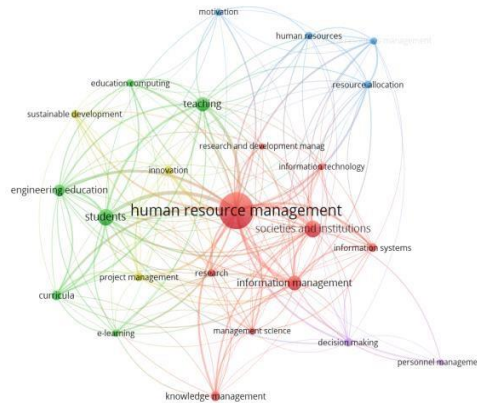 motivation
human resources
management
education computing
resource allocation
teaching
sustainable development
research and development manag
innovation
information technology
engineering education
human resource management
students
societies and institutions
information systems
project management
research
information management
curricula
e-learning
management science
decision making
personnel manageme
knowledge management